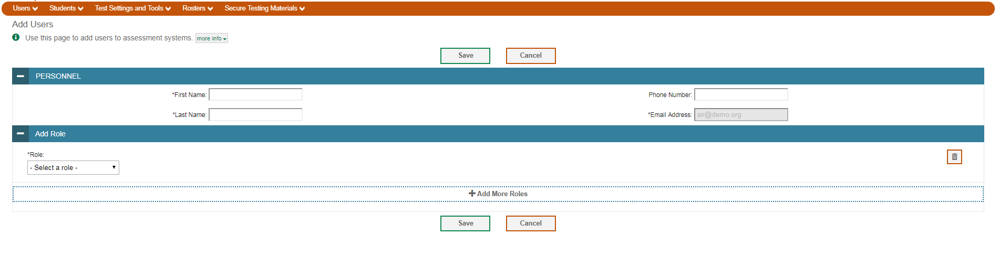 Users Students Test Settings and Tools Rosters Secure Testing Materials
Add Users
Use this page to add users to assessment systems. more info
Save Cancel
PERSONNEL
*First Name: Phone Number:
*Last Name: *Email Address: air@demo.org
Add Role
*Role:
- Select a role -
Add More Roles
Save Cancel